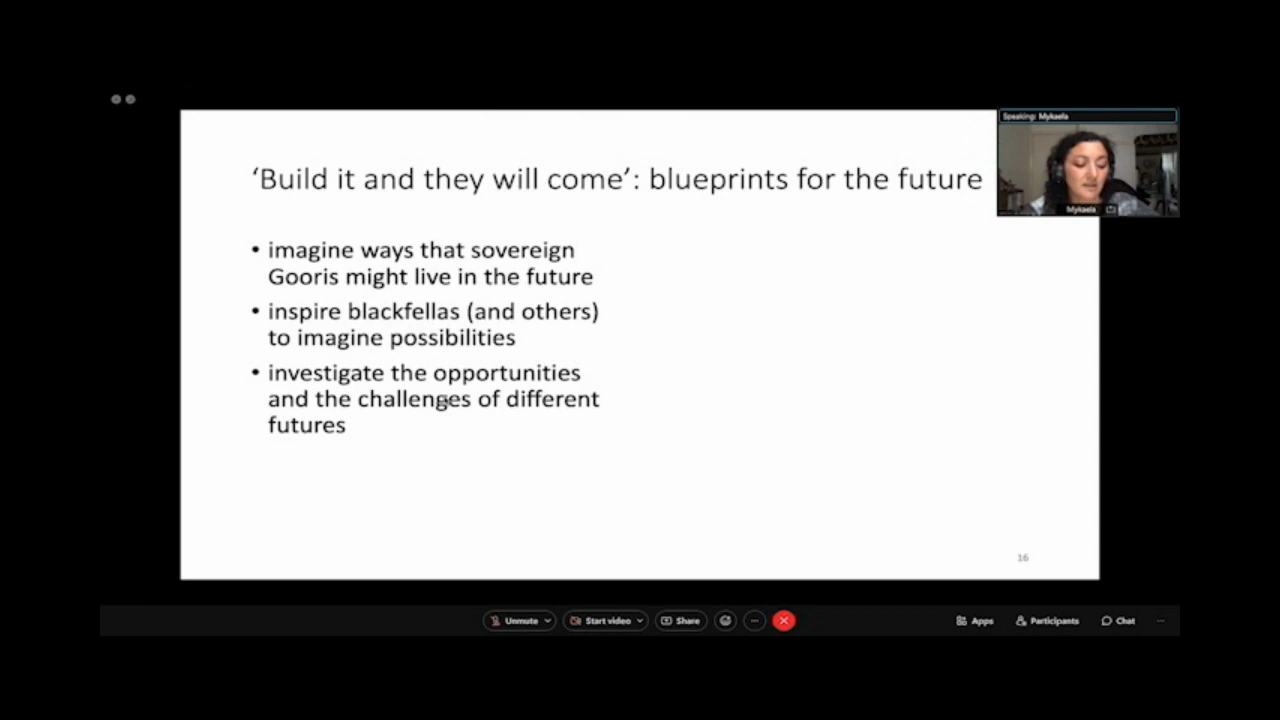 Speaking: Mykaela
Mykaela
‘Build it and they will come’: blueprints for the future
• imagine ways that sovereign
Gooris might live in the future
• inspire blackfellas (and others)
to imagine possibilities
• investigate the opportunities
and the challenges of different
futures
16
Unmute
Start video
Share
Apps
Participants
Chat